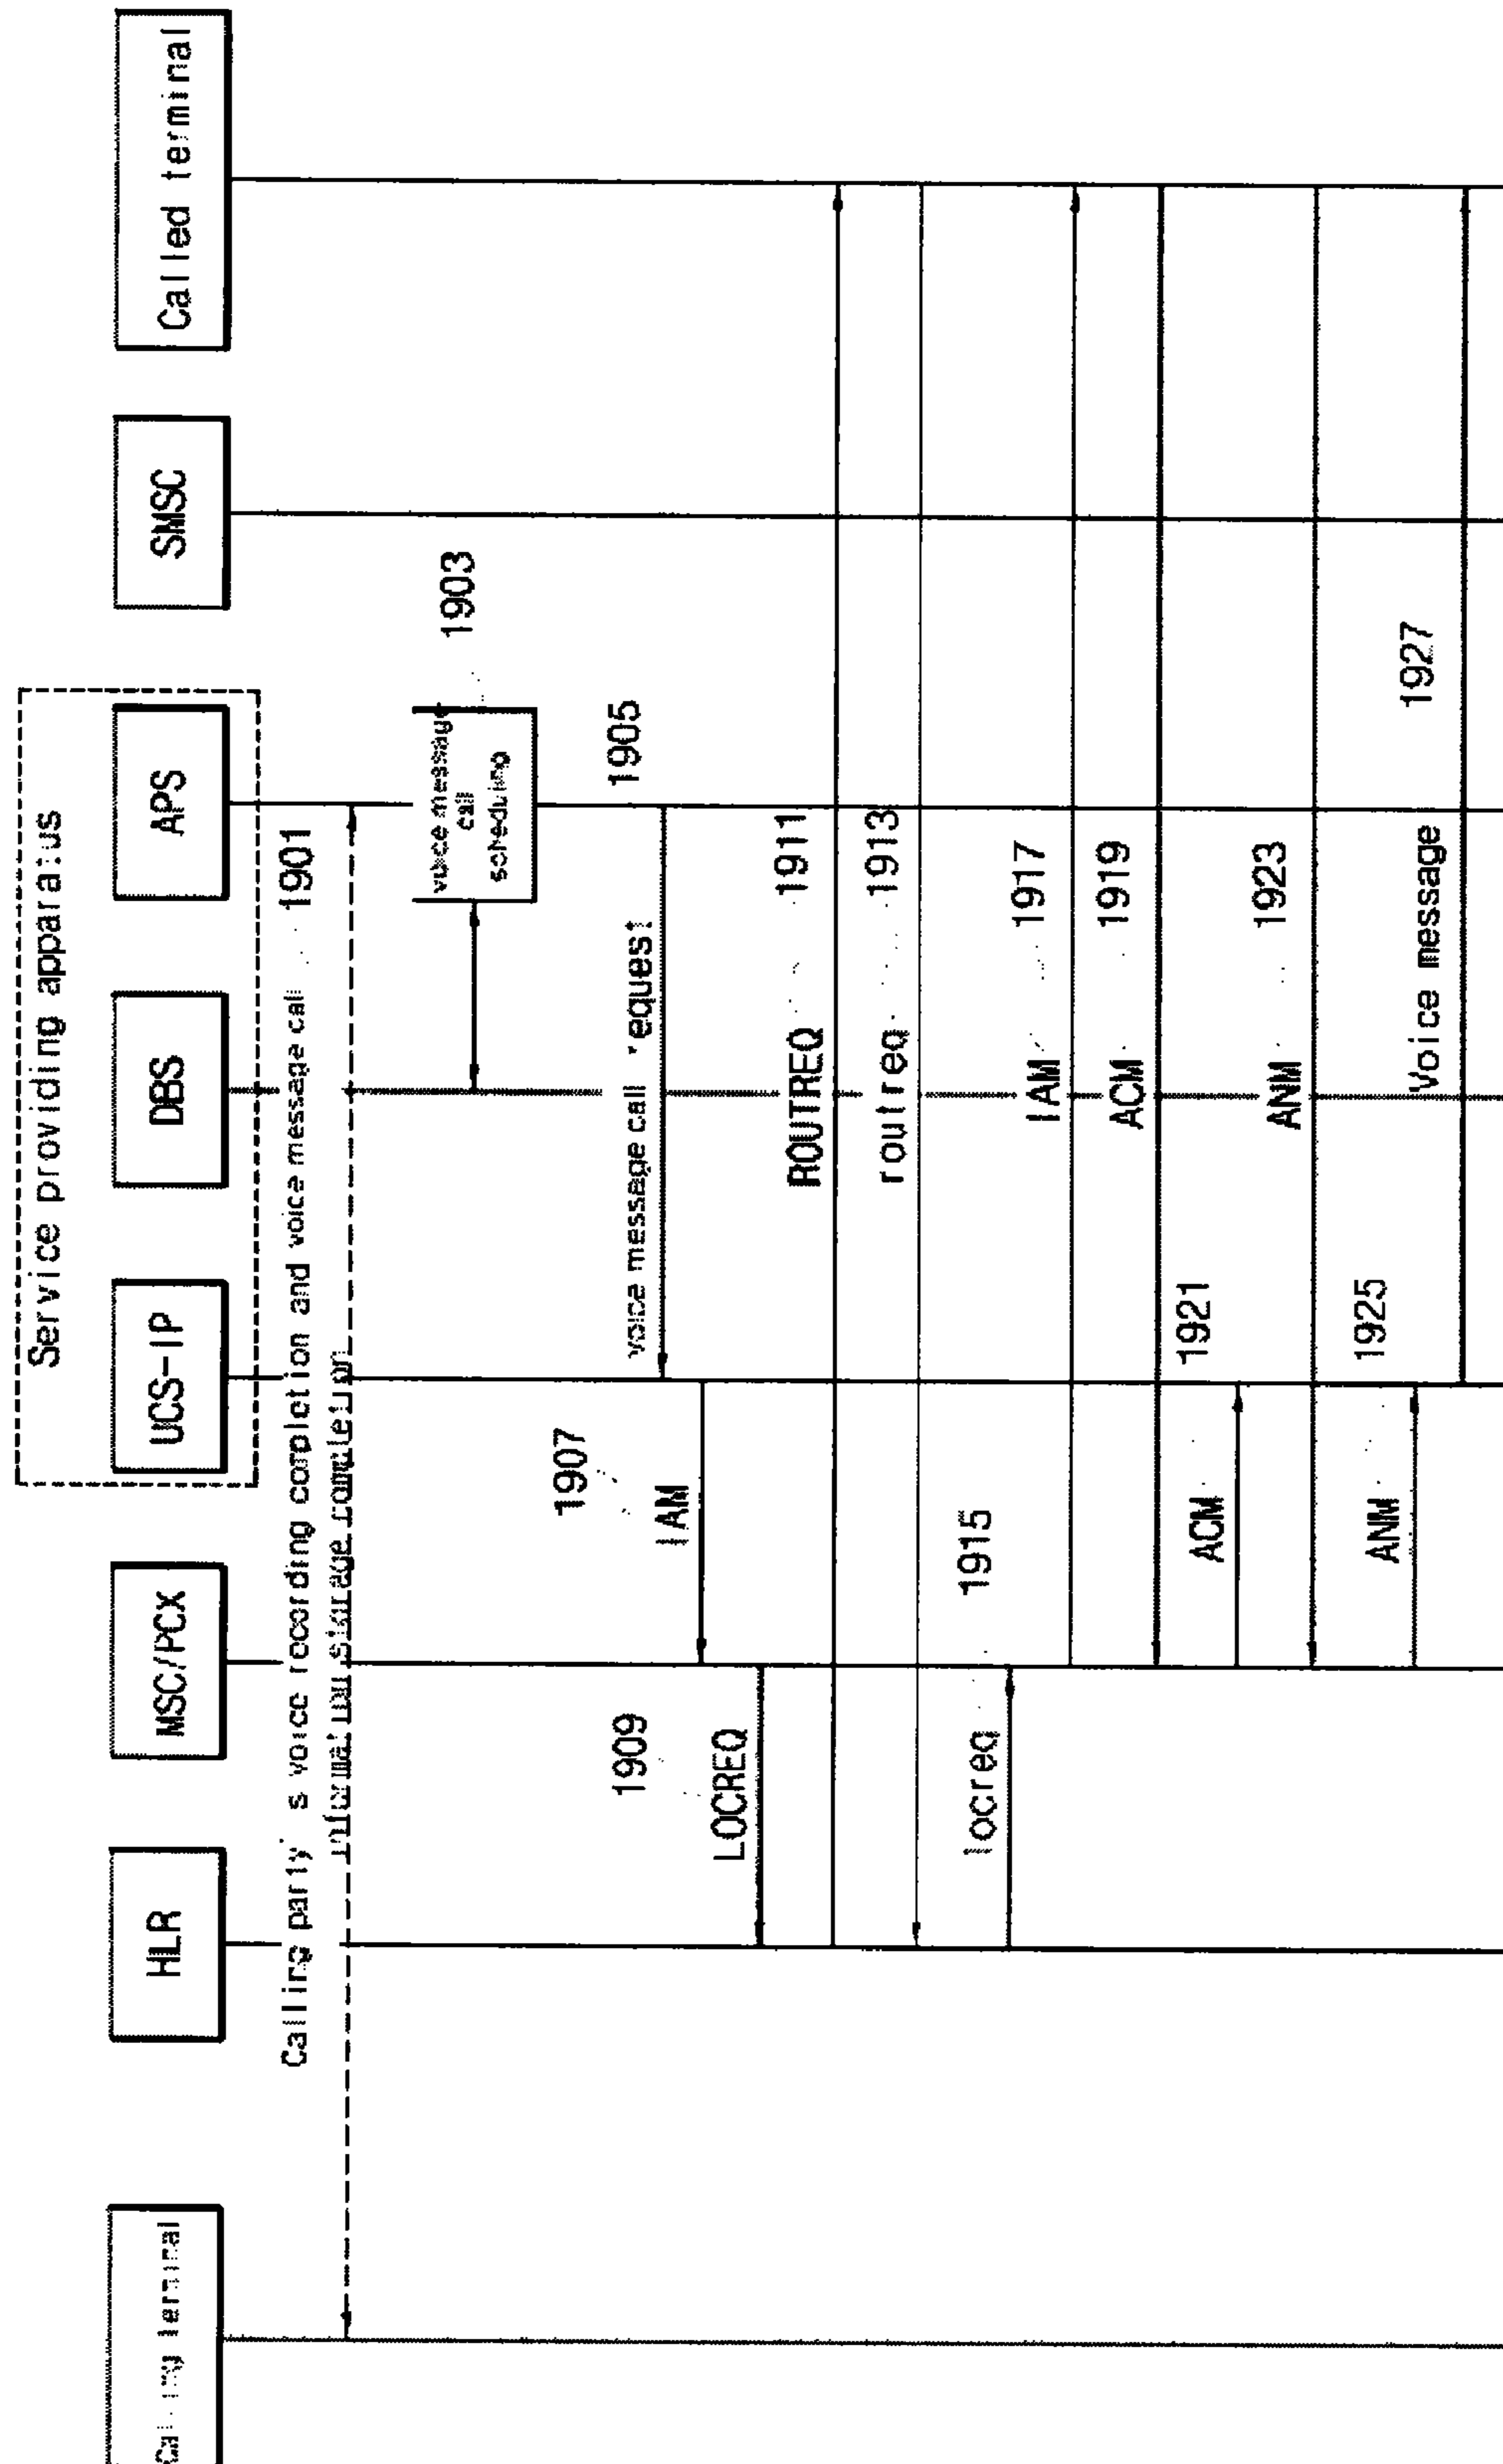 Calling terminal
HLR
MSC/PCX
Service providing apparatus
UCS-IP
DBS
APS
SMSC
Called terminal
Calling party's voice recording completion and voice message call
information storage completion
1901
voice message
call
scheduling
1903
voice message call request
1905
1907
IAM
1909
LOCREQ
ROUTREQ
1911
routreq
1913
1915
locreq
IAM
1917
ACM
1919
1921
ACM
ANM
1923
1925
ANM
Voice message
1927